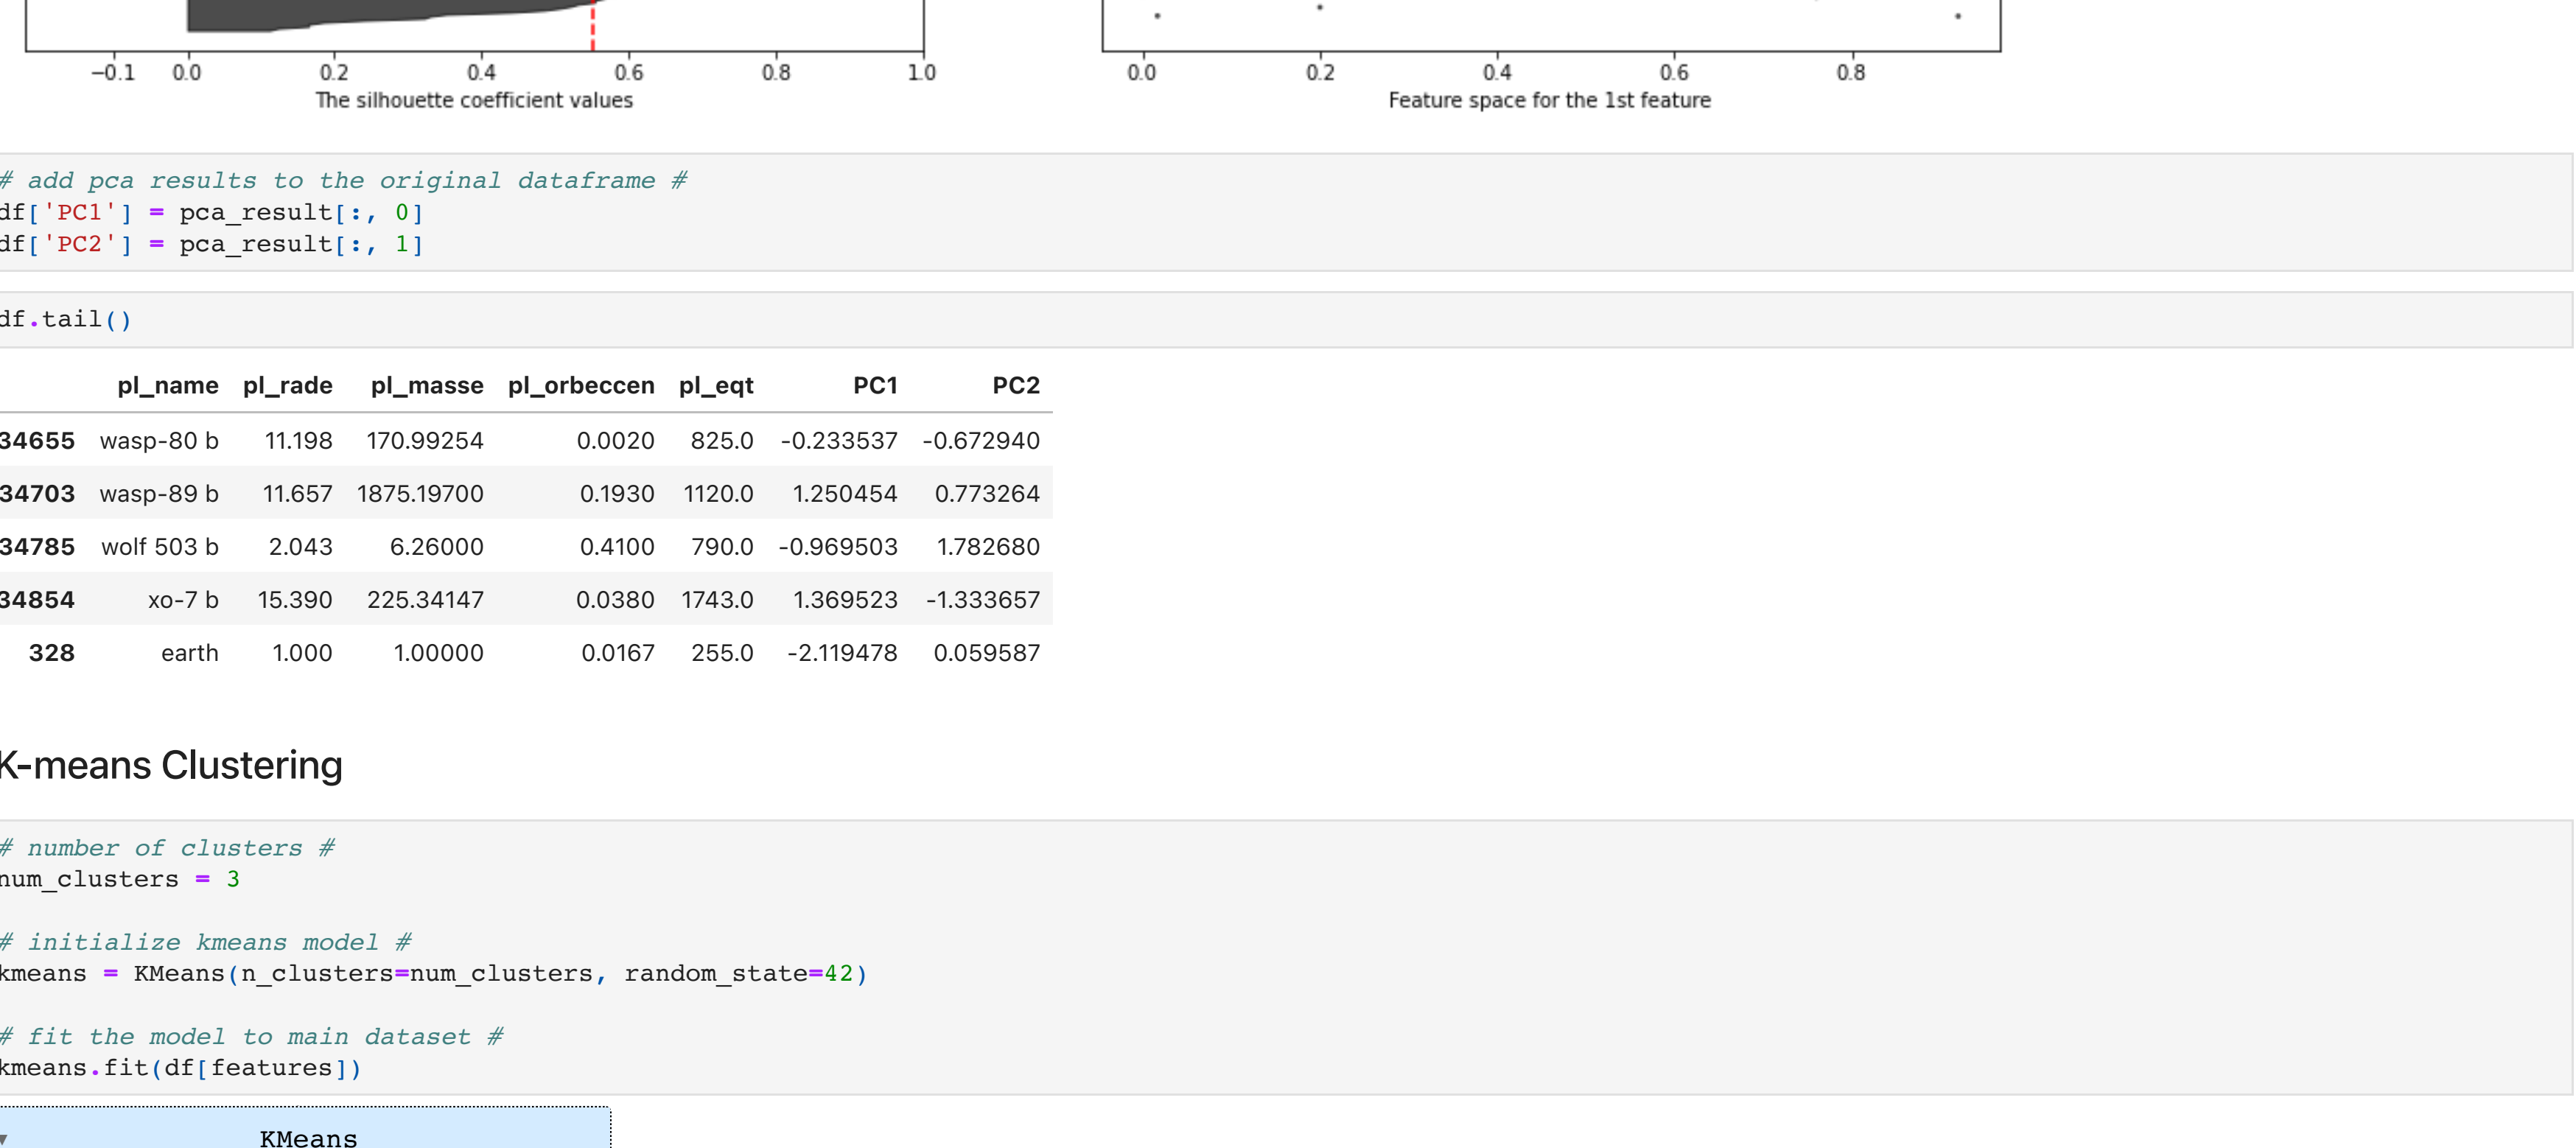 −0.1 0.0 0.2 0.4 0.6 0.8 1.0
The silhouette coefficient values
0.0 0.2 0.4 0.6 0.8
Feature space for the 1st feature
# add pca results to the original dataframe #
df['PC1'] = pca_result[:, 0]
df['PC2'] = pca_result[:, 1]
df.tail()
pl_name pl_rade pl_masse pl_orbeccen pl_eqt PC1 PC2
34655 wasp-80 b 11.198 170.99254 0.0020 825.0 -0.233537 -0.672940
34703 wasp-89 b 11.657 1875.19700 0.1930 1120.0 1.250454 0.773264
34785 wolf 503 b 2.043 6.26000 0.4100 790.0 -0.969503 1.782680
34854 xo-7 b 15.390 225.34147 0.0380 1743.0 1.369523 -1.333657
328 earth 1.000 1.00000 0.0167 255.0 -2.119478 0.059587
K-means Clustering
# number of clusters #
num_clusters = 3
# initialize kmeans model #
kmeans = KMeans(n_clusters=num_clusters, random_state=42)
# fit the model to main dataset #
kmeans.fit(df[features])
KMeans